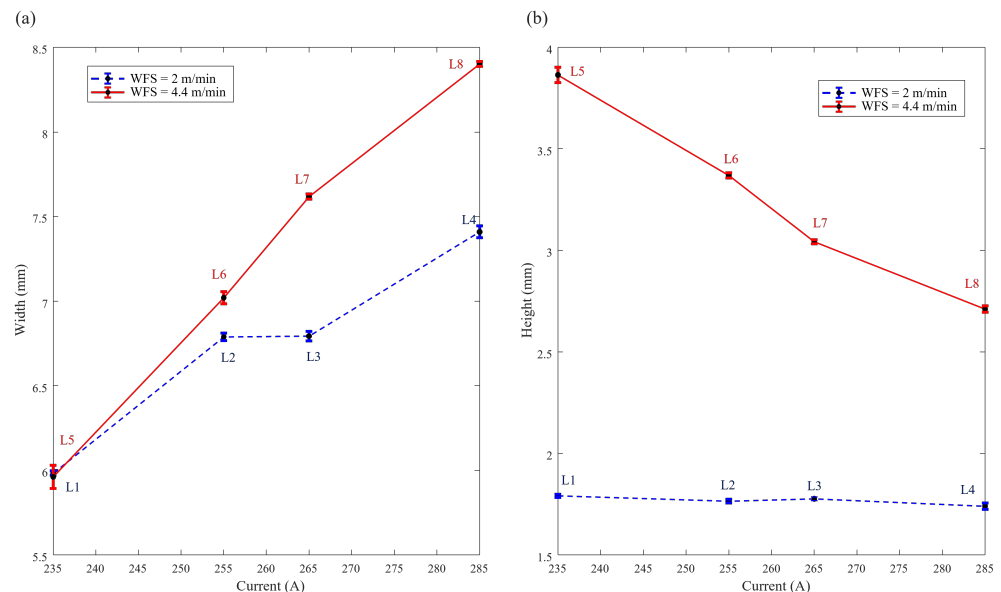 (a)
8.5
8
7.5
7
6.5
6
5.5
Width (mm)
WFS = 2 m/min
WFS = 4.4 m/min
L8
L7
L4
L6
L2
L3
L5
L1
235 240 245 250 255 260 265 270 275 280 285
Current (A)
(b)
4
3.5
3
2.5
2
1.5
Height (mm)
WFS = 2 m/min
WFS = 4.4 m/min
L5
L6
L7
L8
L1
L2
L3
L4
235 240 245 250 255 260 265 270 275 280 285
Current (A)